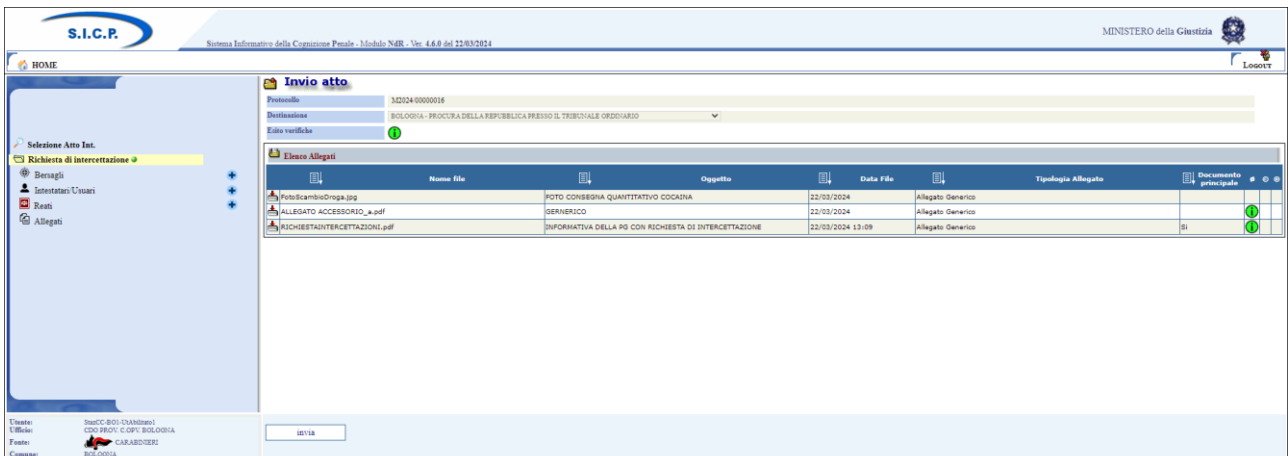 S.I.C.P.
Sistema Informativo della Cognizione Penale - Modulo NdR - Ver. 4.6.0 del 22/03/2024
MINISTERO della Giustizia
HOME
LOGOUT
Invio atto
Protocollo M2024/00000016
Destinazione BOLOGNA - PROCURA DELLA REPUBBLICA PRESSO IL TRIBUNALE ORDINARIO
Esito verifiche
Selezione Atto Int.
Richiesta di intercettazione
Bersagli
Intestatari/Usuari
Reati
Allegati
Elenco Allegati
Nome file Oggetto Data File Tipologia Allegato Documento principale
FotoScambioDroga.jpg FOTO CONSEGNA QUANTITATIVO COCAINA 22/03/2024 Allegato Generico
ALLEGATO ACCESSORIO_a.pdf GERNERICO 22/03/2024 Allegato Generico
RICHIESTAINTERCETTAZIONI.pdf INFORMATIVA DELLA PG CON RICHIESTA DI INTERCETTAZIONE 22/03/2024 13:09 Allegato Generico Si
Utente:
Ufficio: CDO PROV. C.OPV. BOLOGNA
Fonte: CARABINIERI
Comune: BOLOGNA
invia